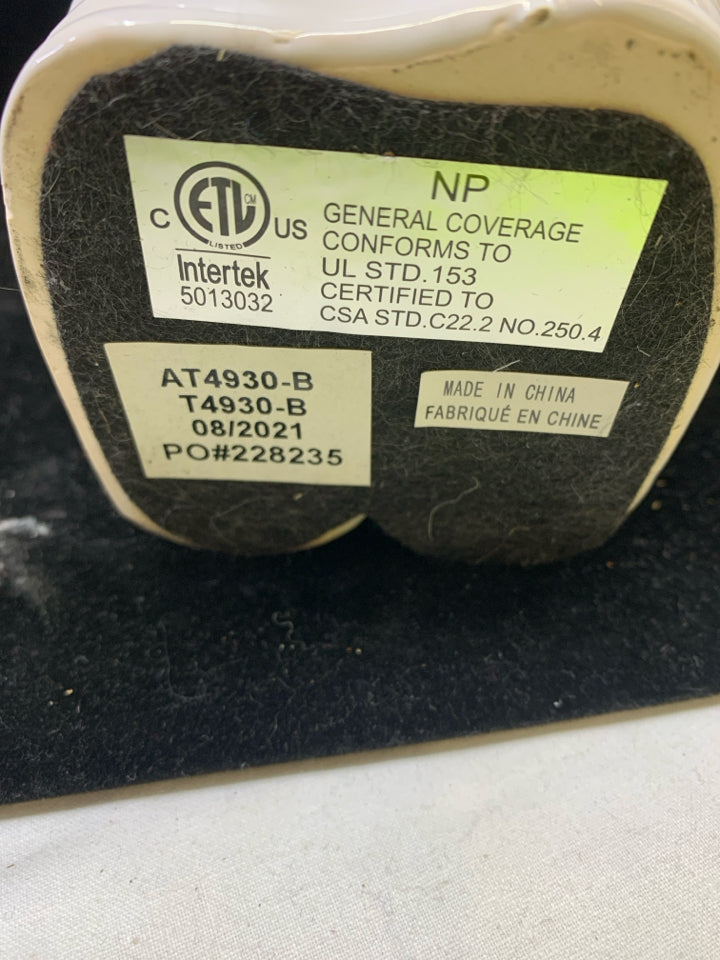 C ETL CM US
LISTED
Intertek
5013032
NP
GENERAL COVERAGE
CONFORMS TO
UL STD.153
CERTIFIED TO
CSA STD.C22.2 NO.250.4
AT4930-B
T4930-B
08/2021
PO#228235
MADE IN CHINA
FABRIQUÉ EN CHINE